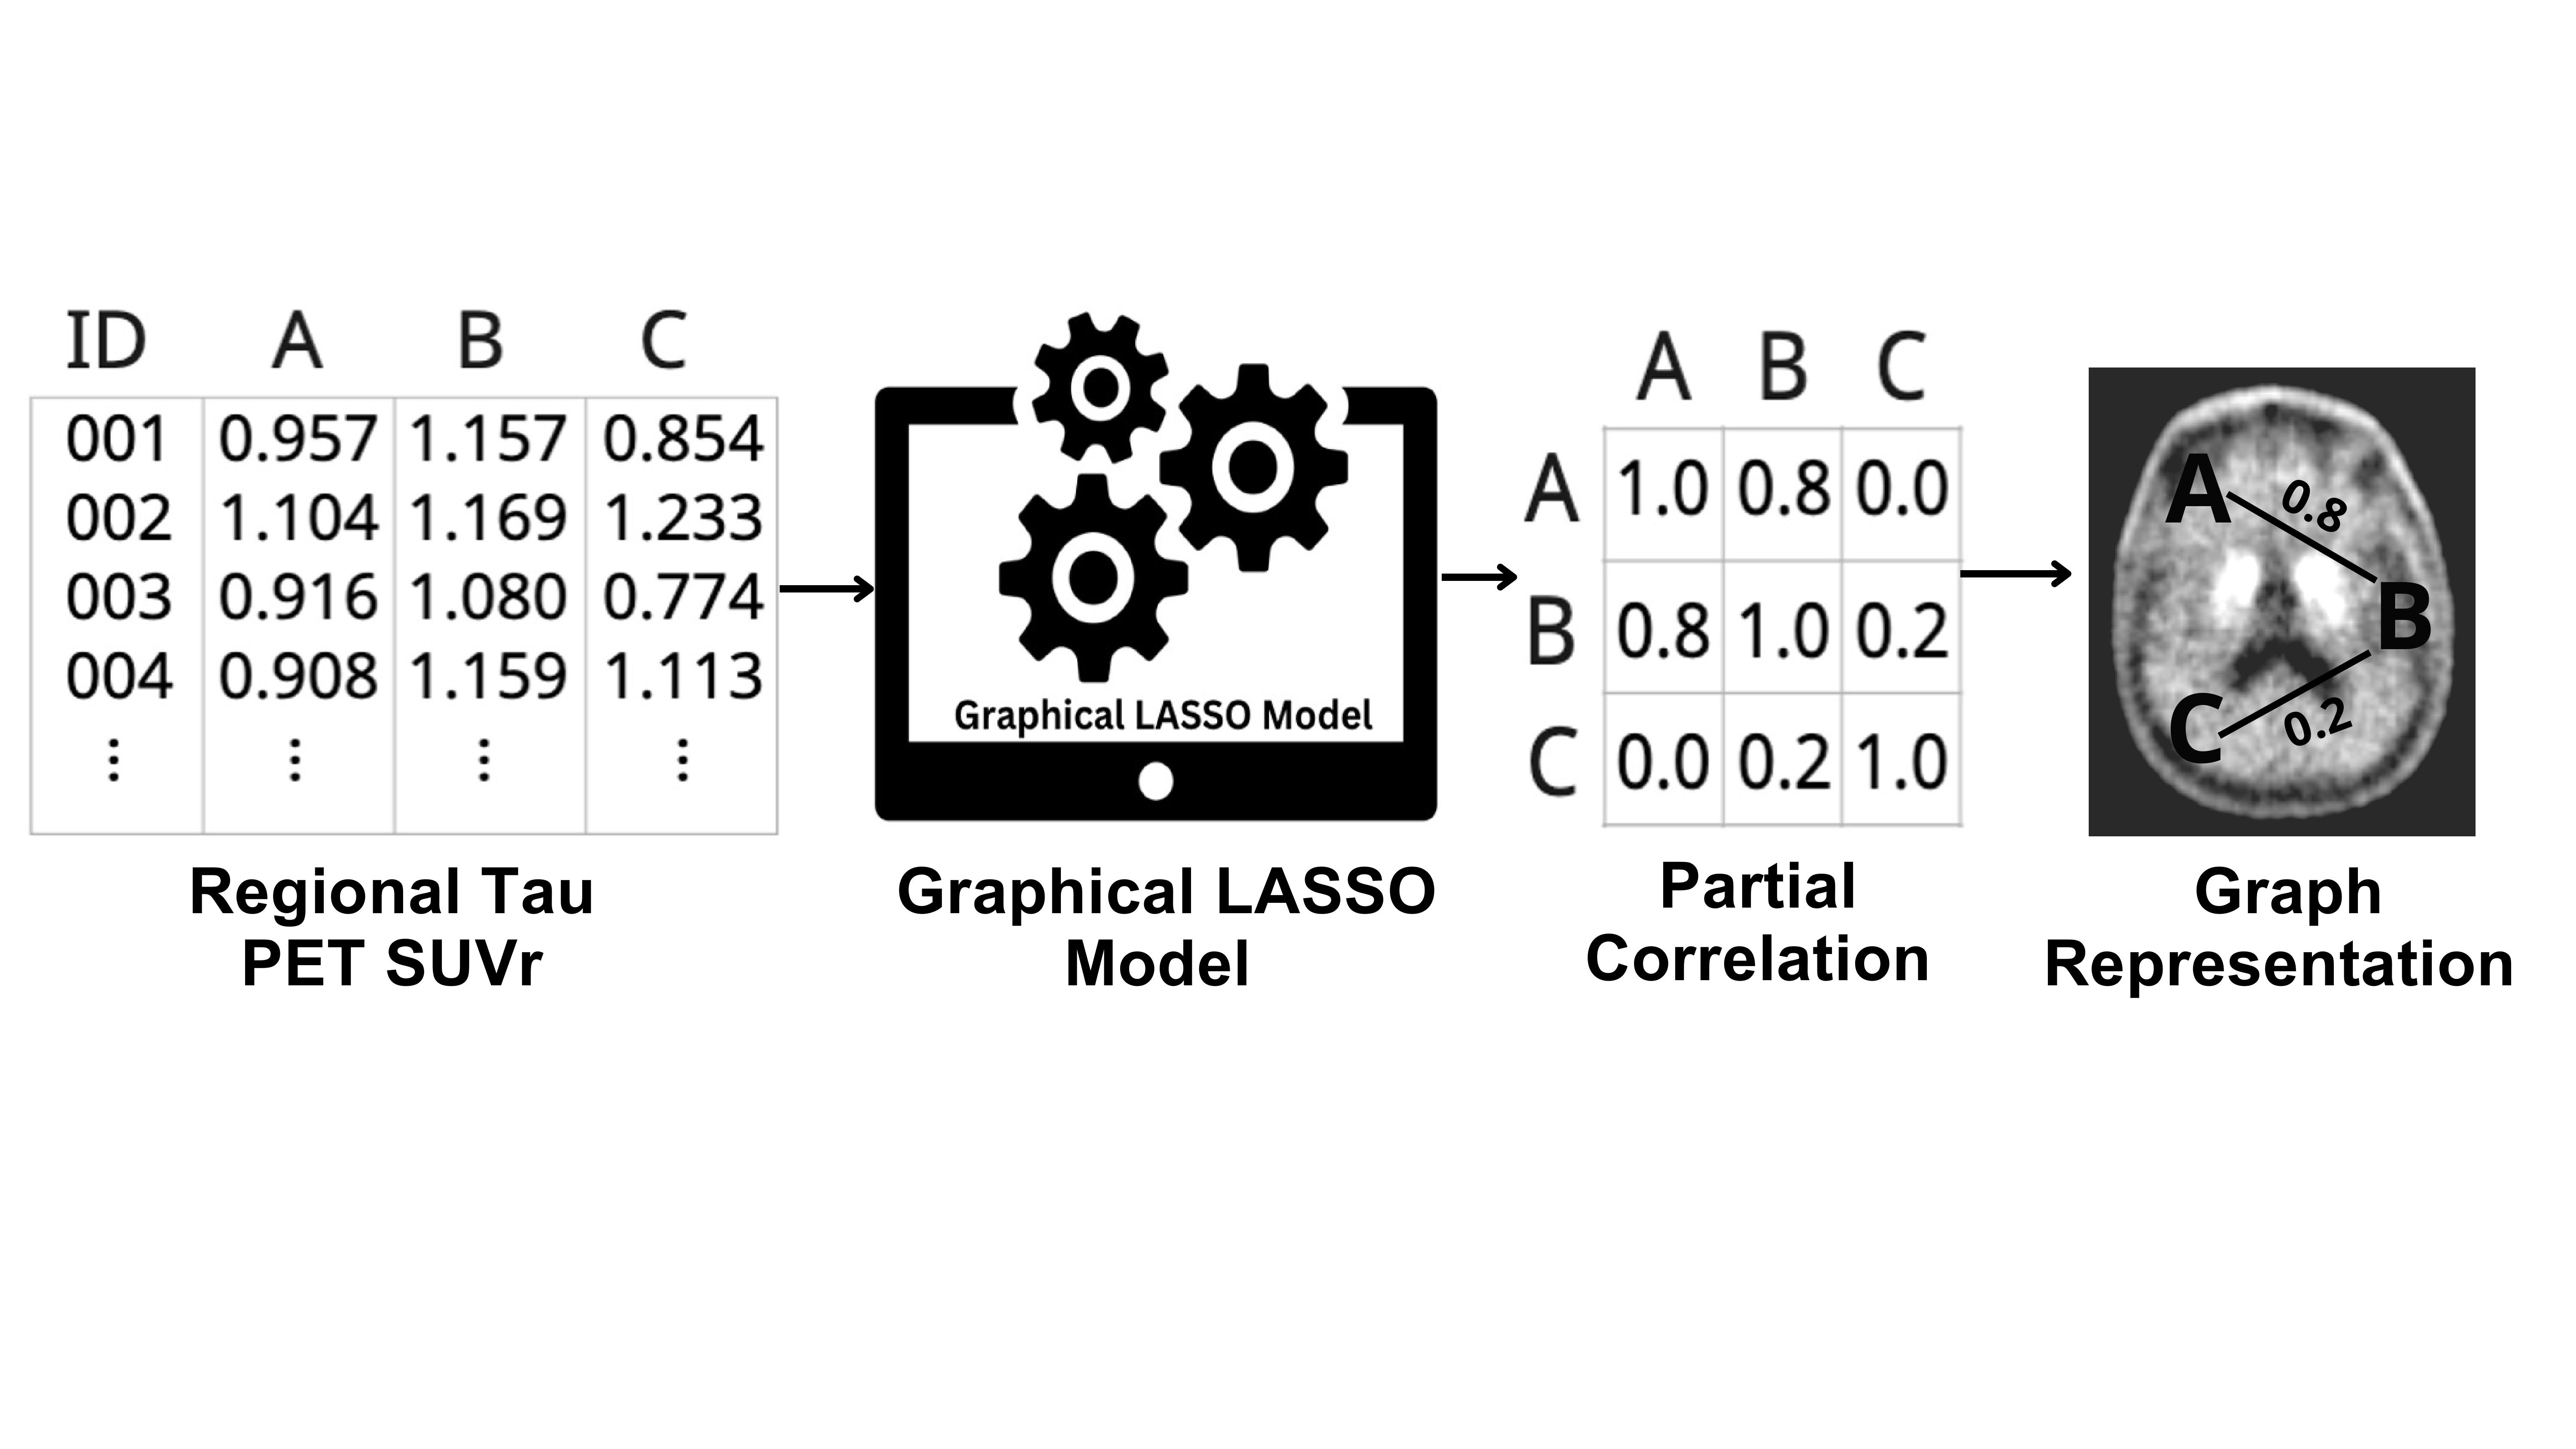 ID A B C
001 0.957 1.157 0.854
002 1.104 1.169 1.233
003 0.916 1.080 0.774
004 0.908 1.159 1.113
⋮ ⋮ ⋮ ⋮
Regional Tau
PET SUVr
Graphical LASSO Model
Graphical LASSO
Model
A B C
A 1.0 0.8 0.0
B 0.8 1.0 0.2
C 0.0 0.2 1.0
Partial
Correlation
A
0.8
B
C
0.2
Graph
Representation